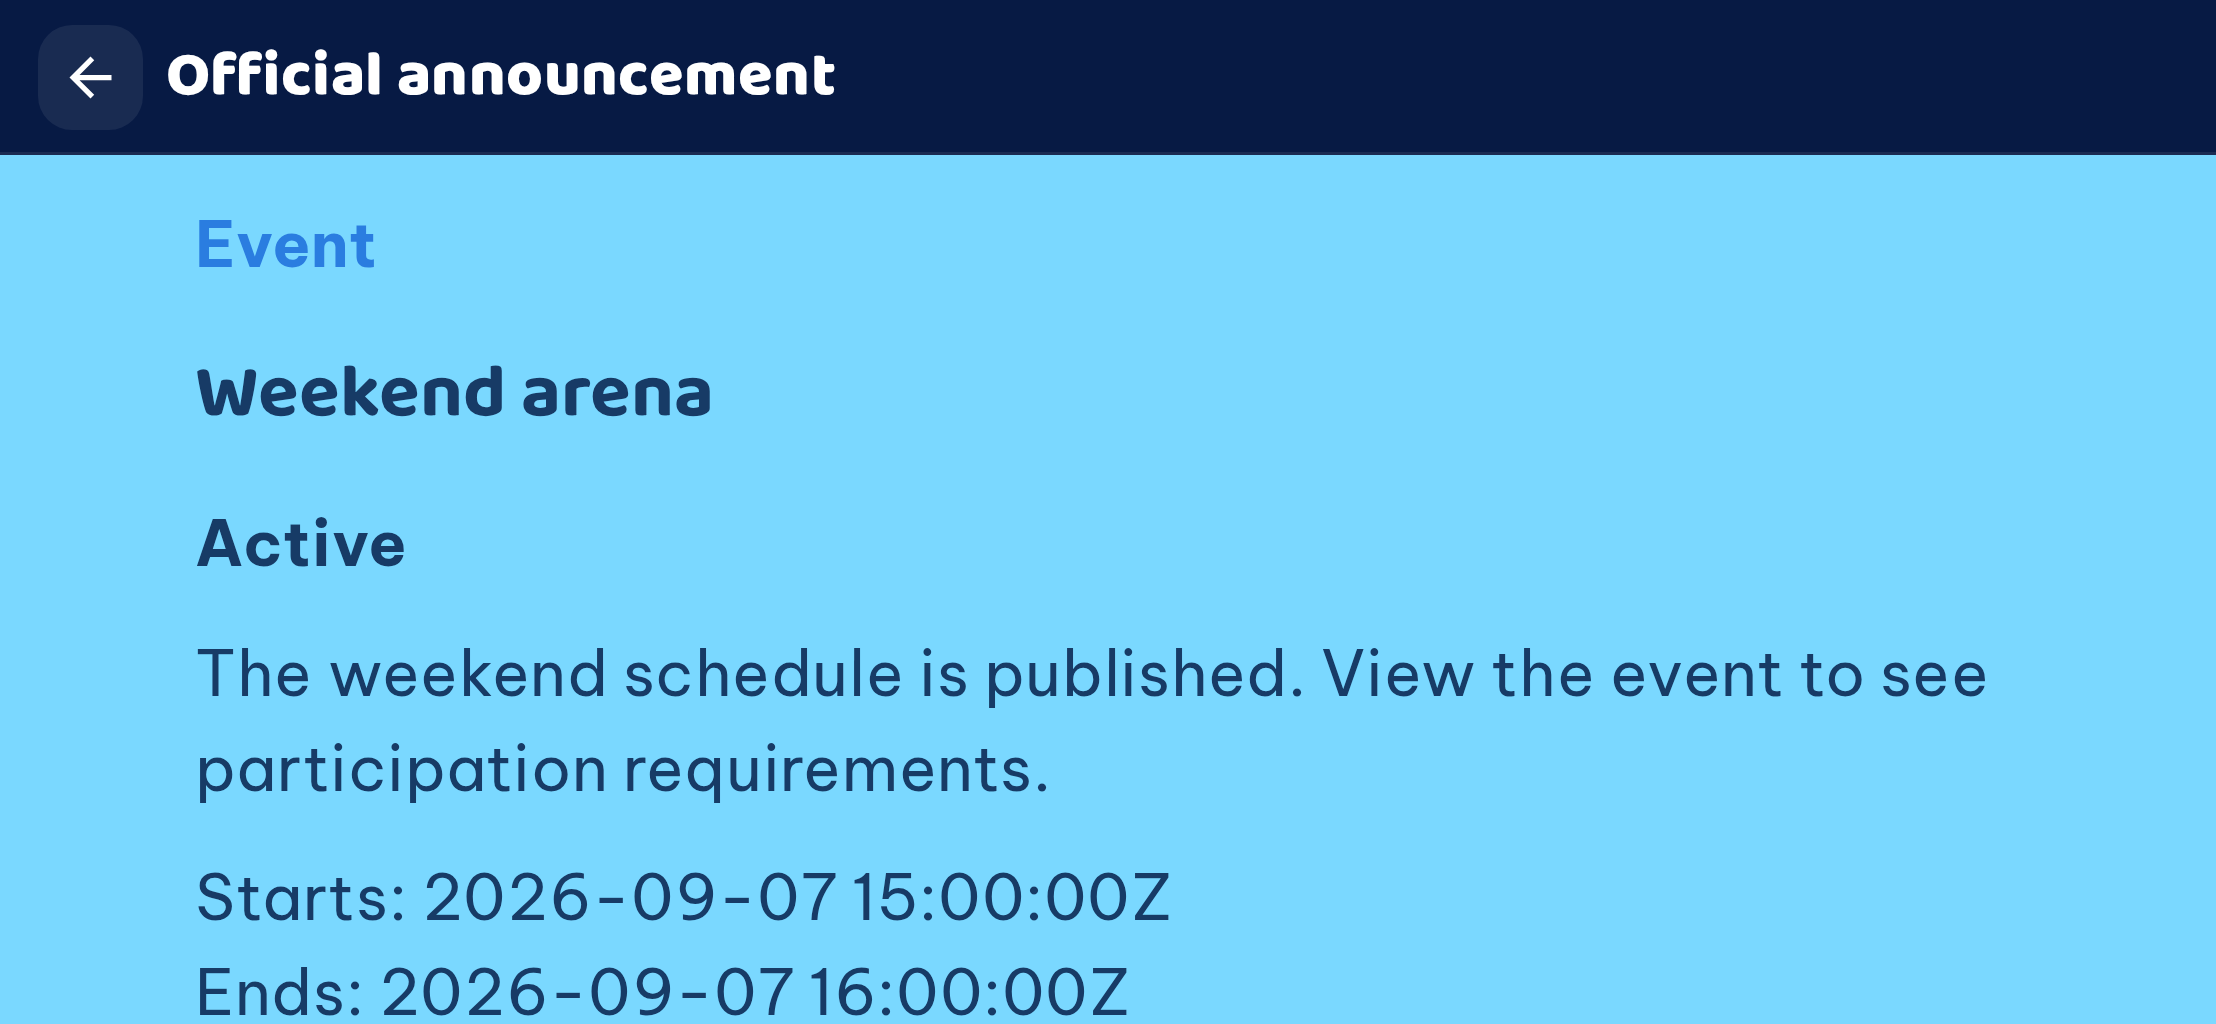 Official announcement
Event
Weekend arena
Active
The weekend schedule is published. View the event to see
participation requirements.
Starts: 2026-09-07 15:00:00Z
Ends: 2026-09-07 16:00:00Z